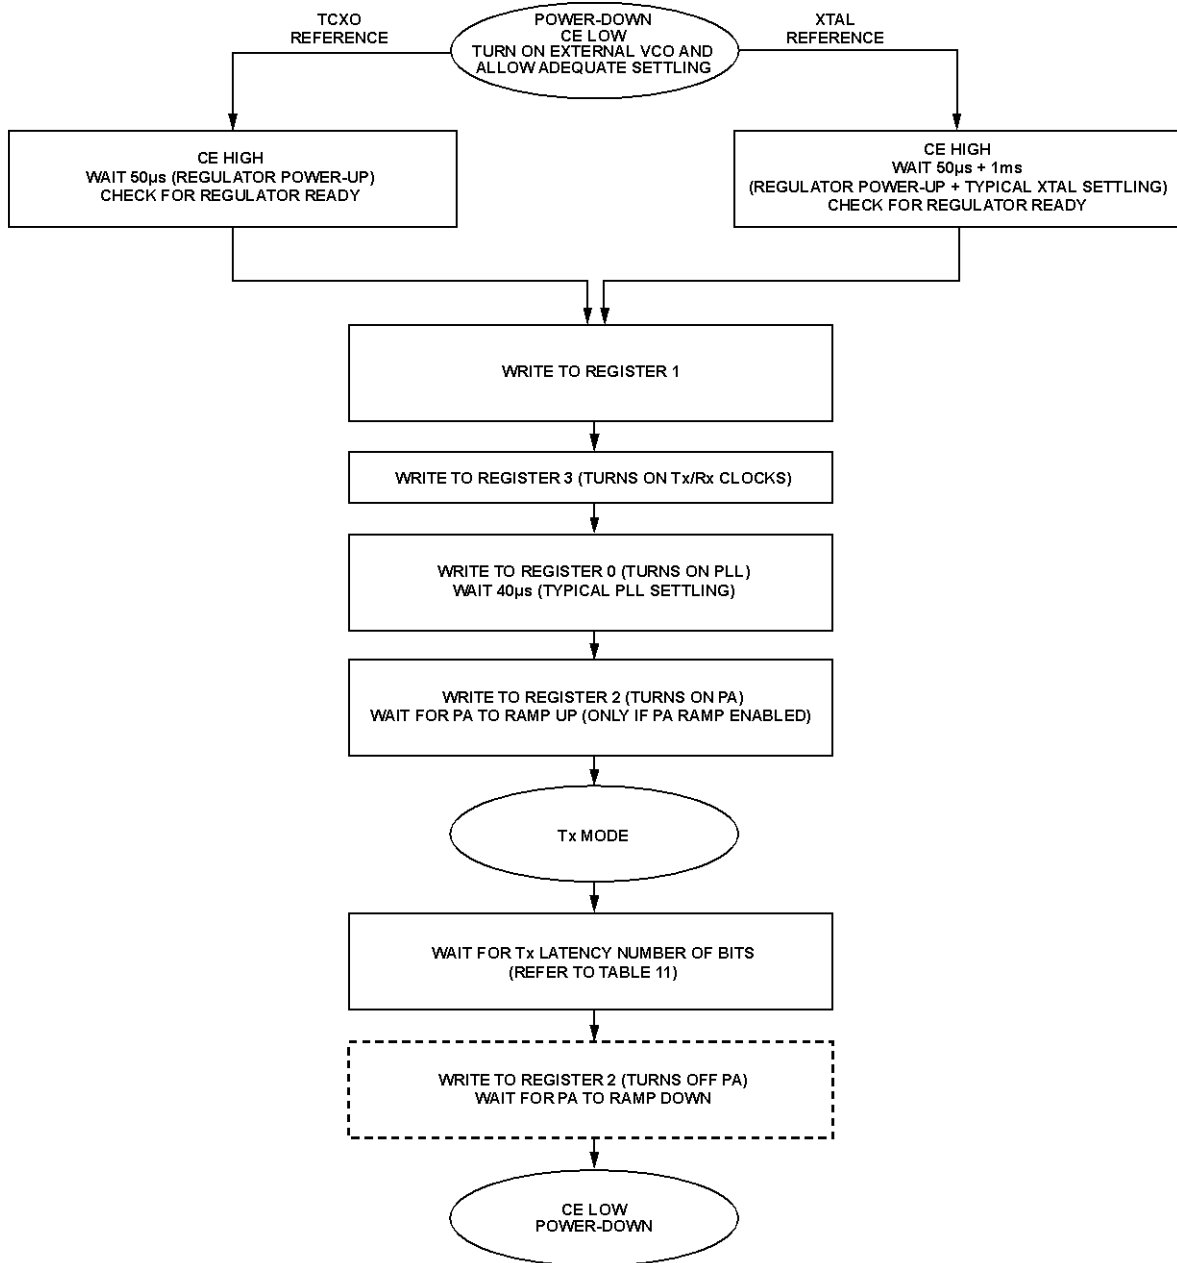 TCXO
REFERENCE
POWER-DOWN
CE LOW
TURN ON EXTERNAL VCO AND
ALLOW ADEQUATE SETTLING
XTAL
REFERENCE
CE HIGH
WAIT 50µs (REGULATOR POWER-UP)
CHECK FOR REGULATOR READY
CE HIGH
WAIT 50µs + 1ms
(REGULATOR POWER-UP + TYPICAL XTAL SETTLING)
CHECK FOR REGULATOR READY
WRITE TO REGISTER 1
WRITE TO REGISTER 3 (TURNS ON Tx/Rx CLOCKS)
WRITE TO REGISTER 0 (TURNS ON PLL)
WAIT 40µs (TYPICAL PLL SETTLING)
WRITE TO REGISTER 2 (TURNS ON PA)
WAIT FOR PA TO RAMP UP (ONLY IF PA RAMP ENABLED)
Tx MODE
WAIT FOR Tx LATENCY NUMBER OF BITS
(REFER TO TABLE 11)
WRITE TO REGISTER 2 (TURNS OFF PA)
WAIT FOR PA TO RAMP DOWN
CE LOW
POWER-DOWN